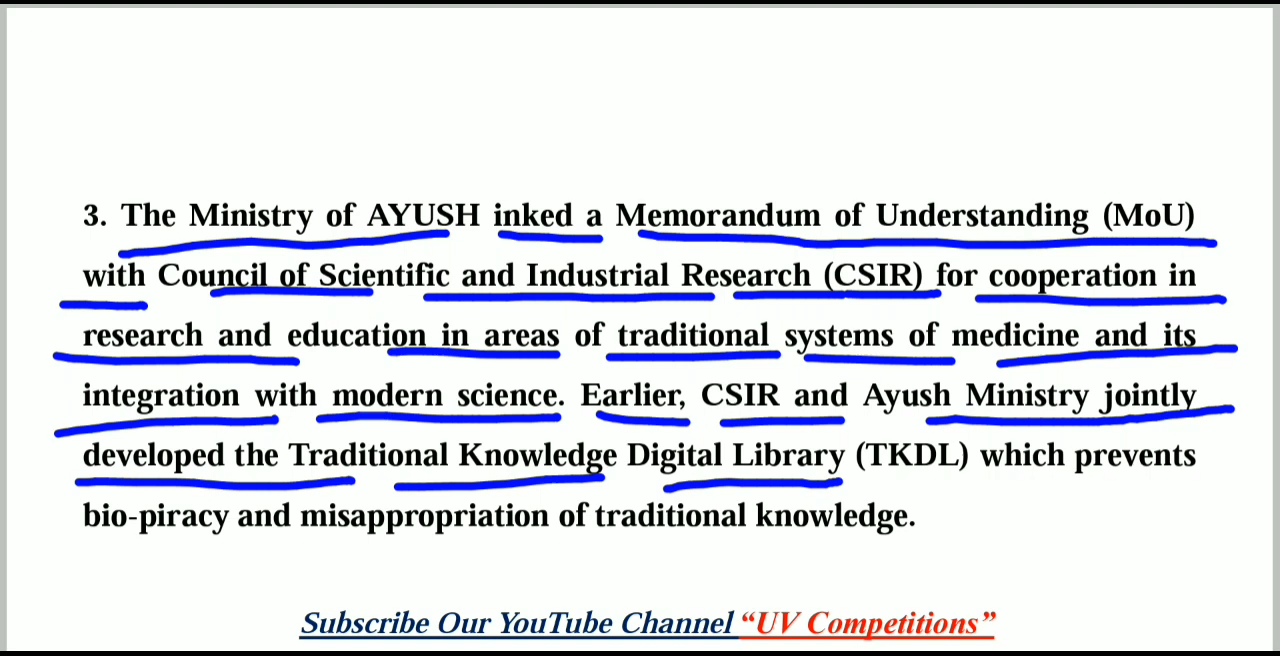 3. The Ministry of AYUSH inked a Memorandum of Understanding (MoU)
with Council of Scientific and Industrial Research (CSIR) for cooperation in
research and education in areas of traditional systems of medicine and its
integration with modern science. Earlier, CSIR and Ayush Ministry jointly
developed the Traditional Knowledge Digital Library (TKDL) which prevents
bio-piracy and misappropriation of traditional knowledge.
Subscribe Our YouTube Channel “UV Competitions”